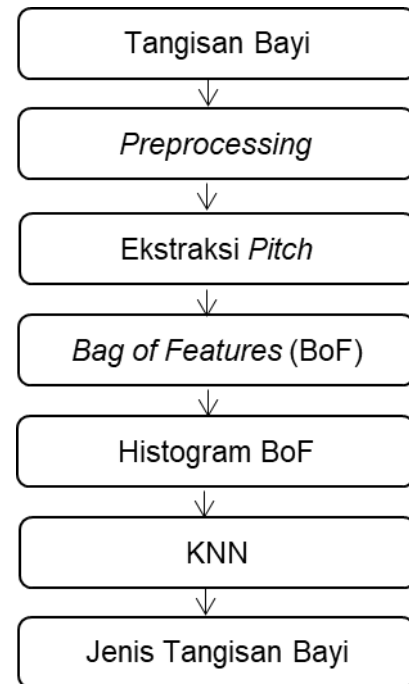 Tangisan Bayi
Preprocessing
Ekstraksi Pitch
Bag of Features (BoF)
Histogram BoF
KNN
Jenis Tangisan Bayi